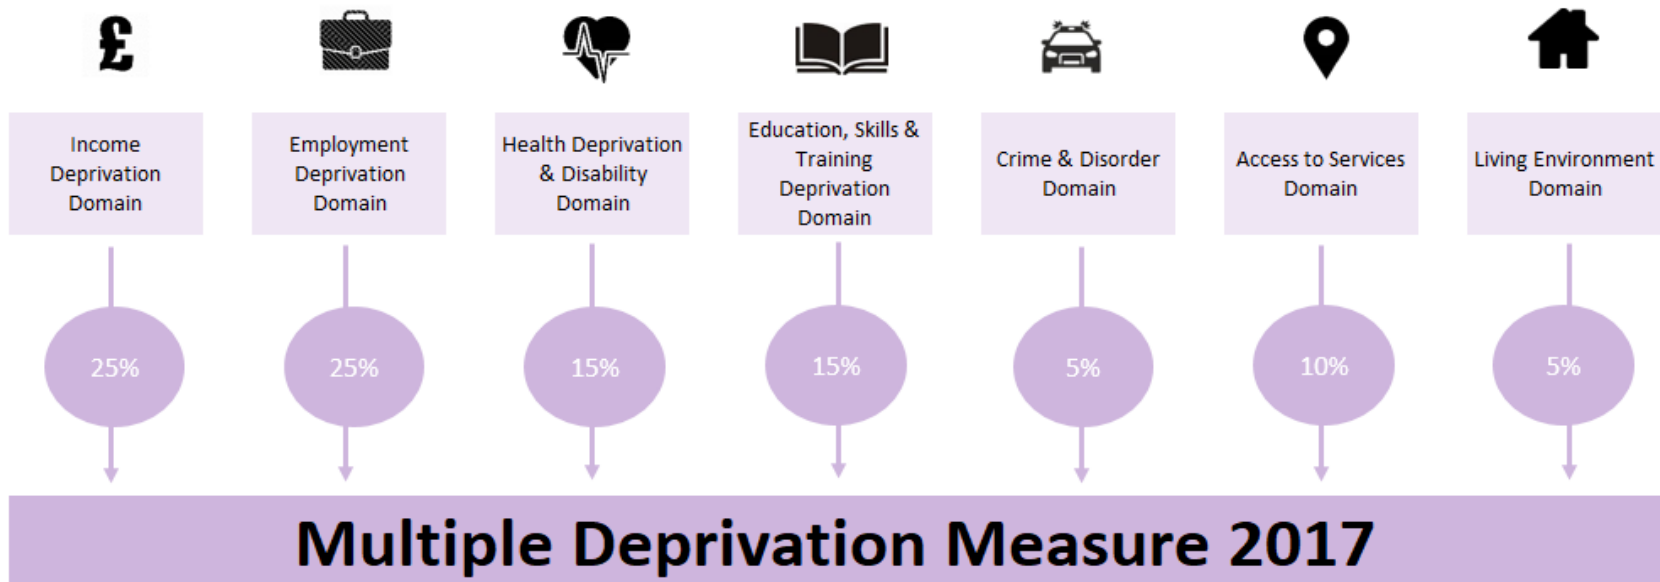 £
Income
Deprivation
Domain
Employment
Deprivation
Domain
Health Deprivation
& Disability
Domain
Education, Skills &
Training
Deprivation
Domain
Crime & Disorder
Domain
Access to Services
Domain
Living Environment
Domain
25%
25%
15%
15%
5%
10%
5%
Multiple Deprivation Measure 2017